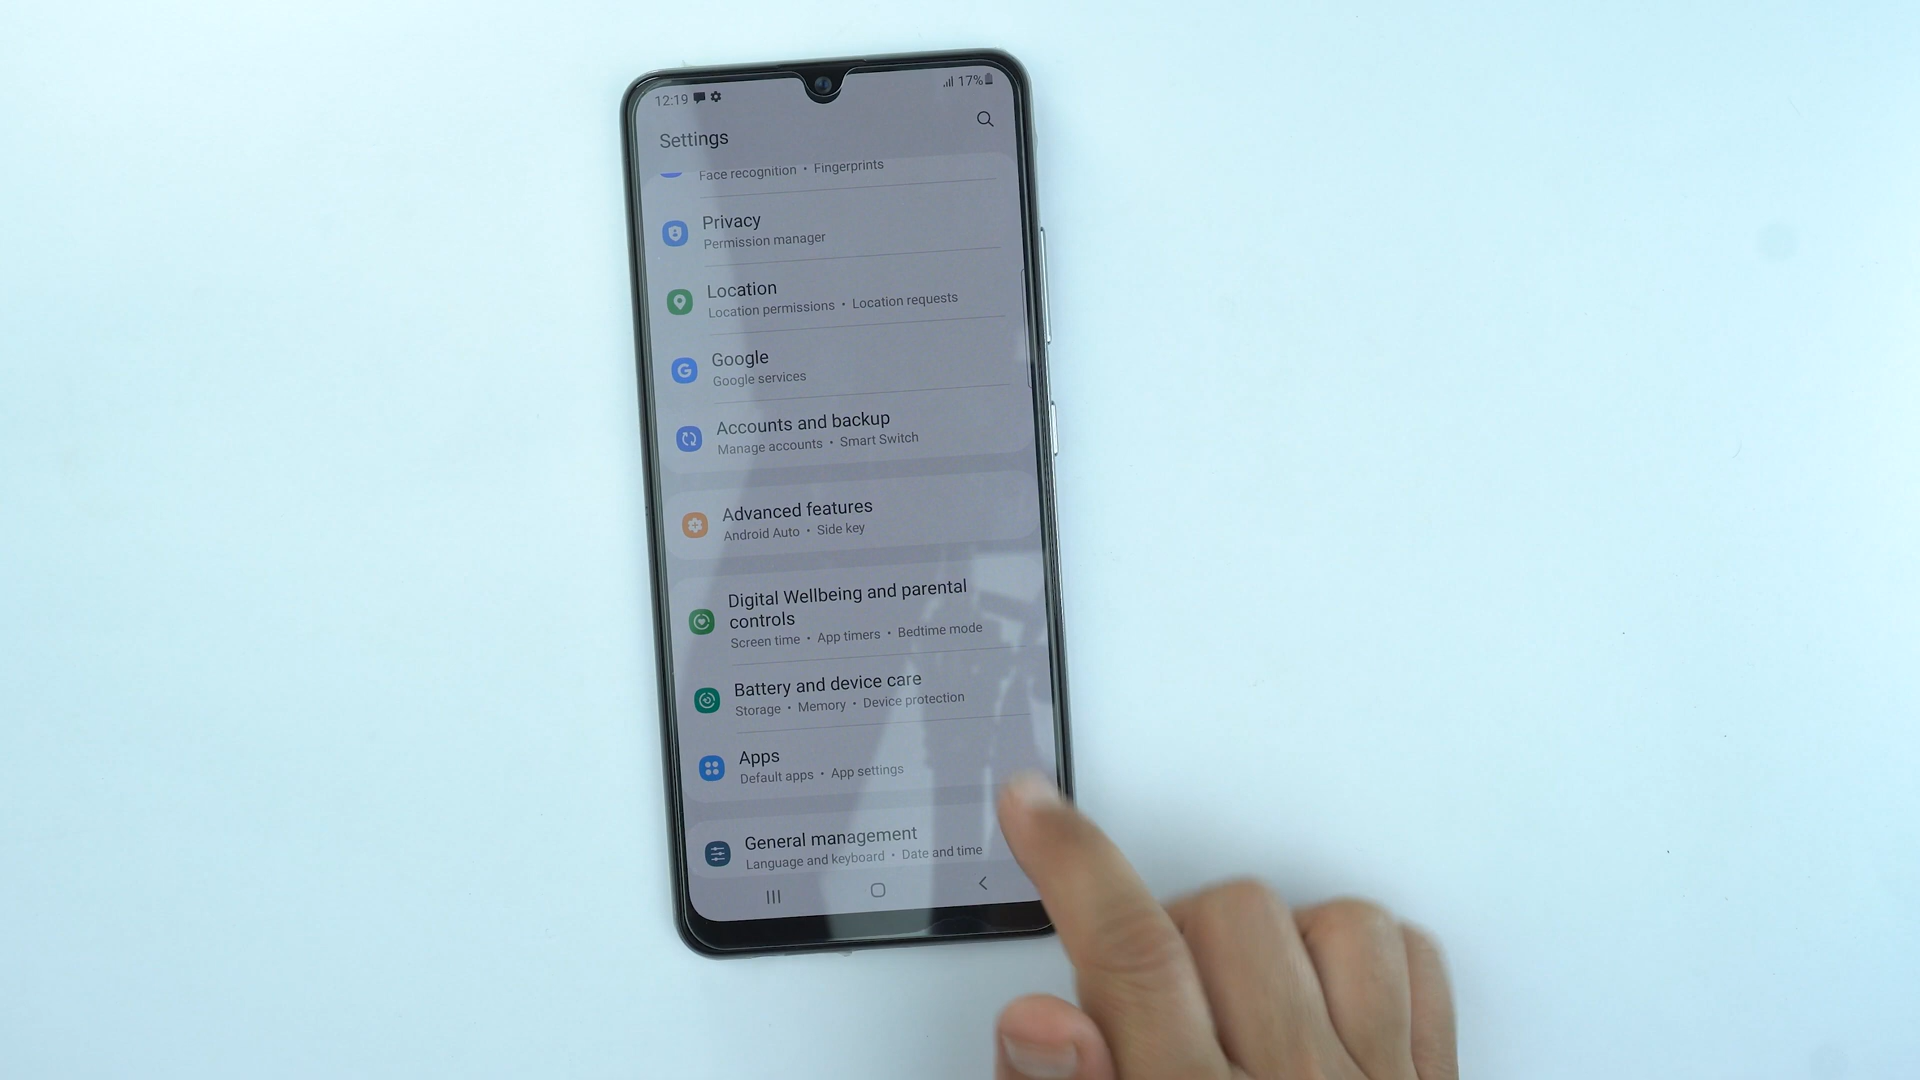 12:19
17%
Settings
Face recognition • Fingerprints
Privacy
Permission manager
Location
Location permissions • Location requests
Google
Google services
Accounts and backup
Manage accounts • Smart Switch
Advanced features
Android Auto • Side key
Digital Wellbeing and parental
controls
Screen time • App timers • Bedtime mode
Battery and device care
Storage • Memory • Device protection
Apps
Default apps • App settings
General management
Language and keyboard • Date and time